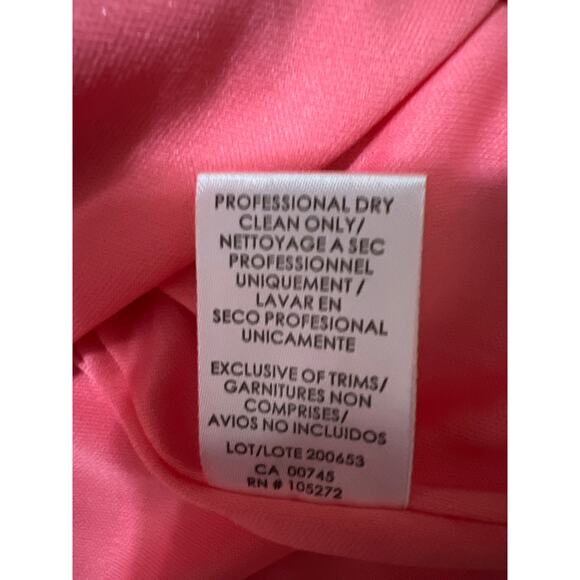 PROFESSIONAL DRY
CLEAN ONLY/
NETTOYAGE A SEC
PROFESSIONNEL
UNIQUEMENT /
LAVAR EN
SECO PROFESIONAL
UNICAMENTE
EXCLUSIVE OF TRIMS/
GARNITURES NON
COMPRISES/
AVIOS NO INCLUIDOS
LOT/LOTE 200653
CA 00745
RN # 105272